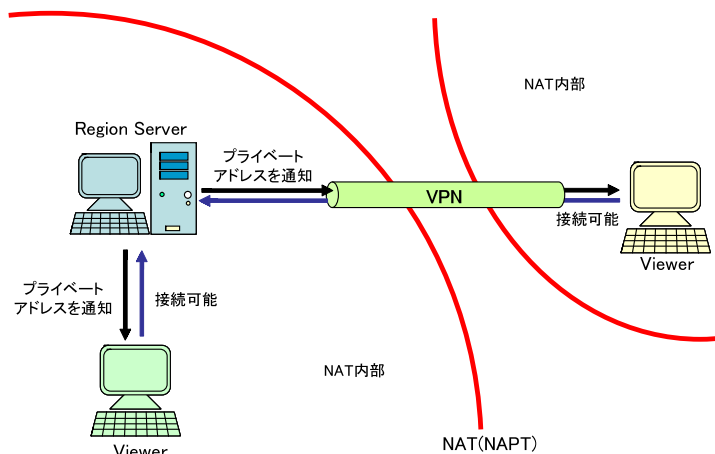 NAT内部
Region Server
プライベート
アドレスを通知
VPN
接続可能
Viewer
プライベート
アドレスを通知
接続可能
NAT内部
NAT(NAPT)
Viewer